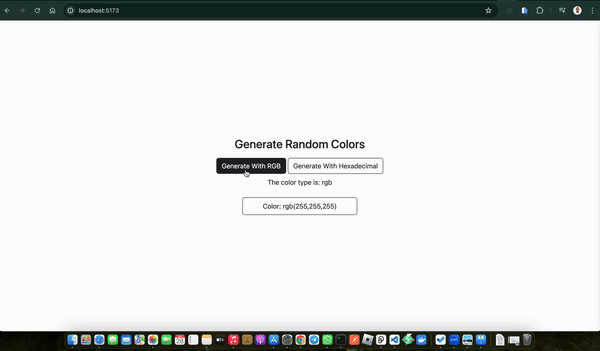 localhost:5173
Generate Random Colors
Generate With RGB
Generate With Hexadecimal
The color type is: rgb
Color: rgb(255,255,255)